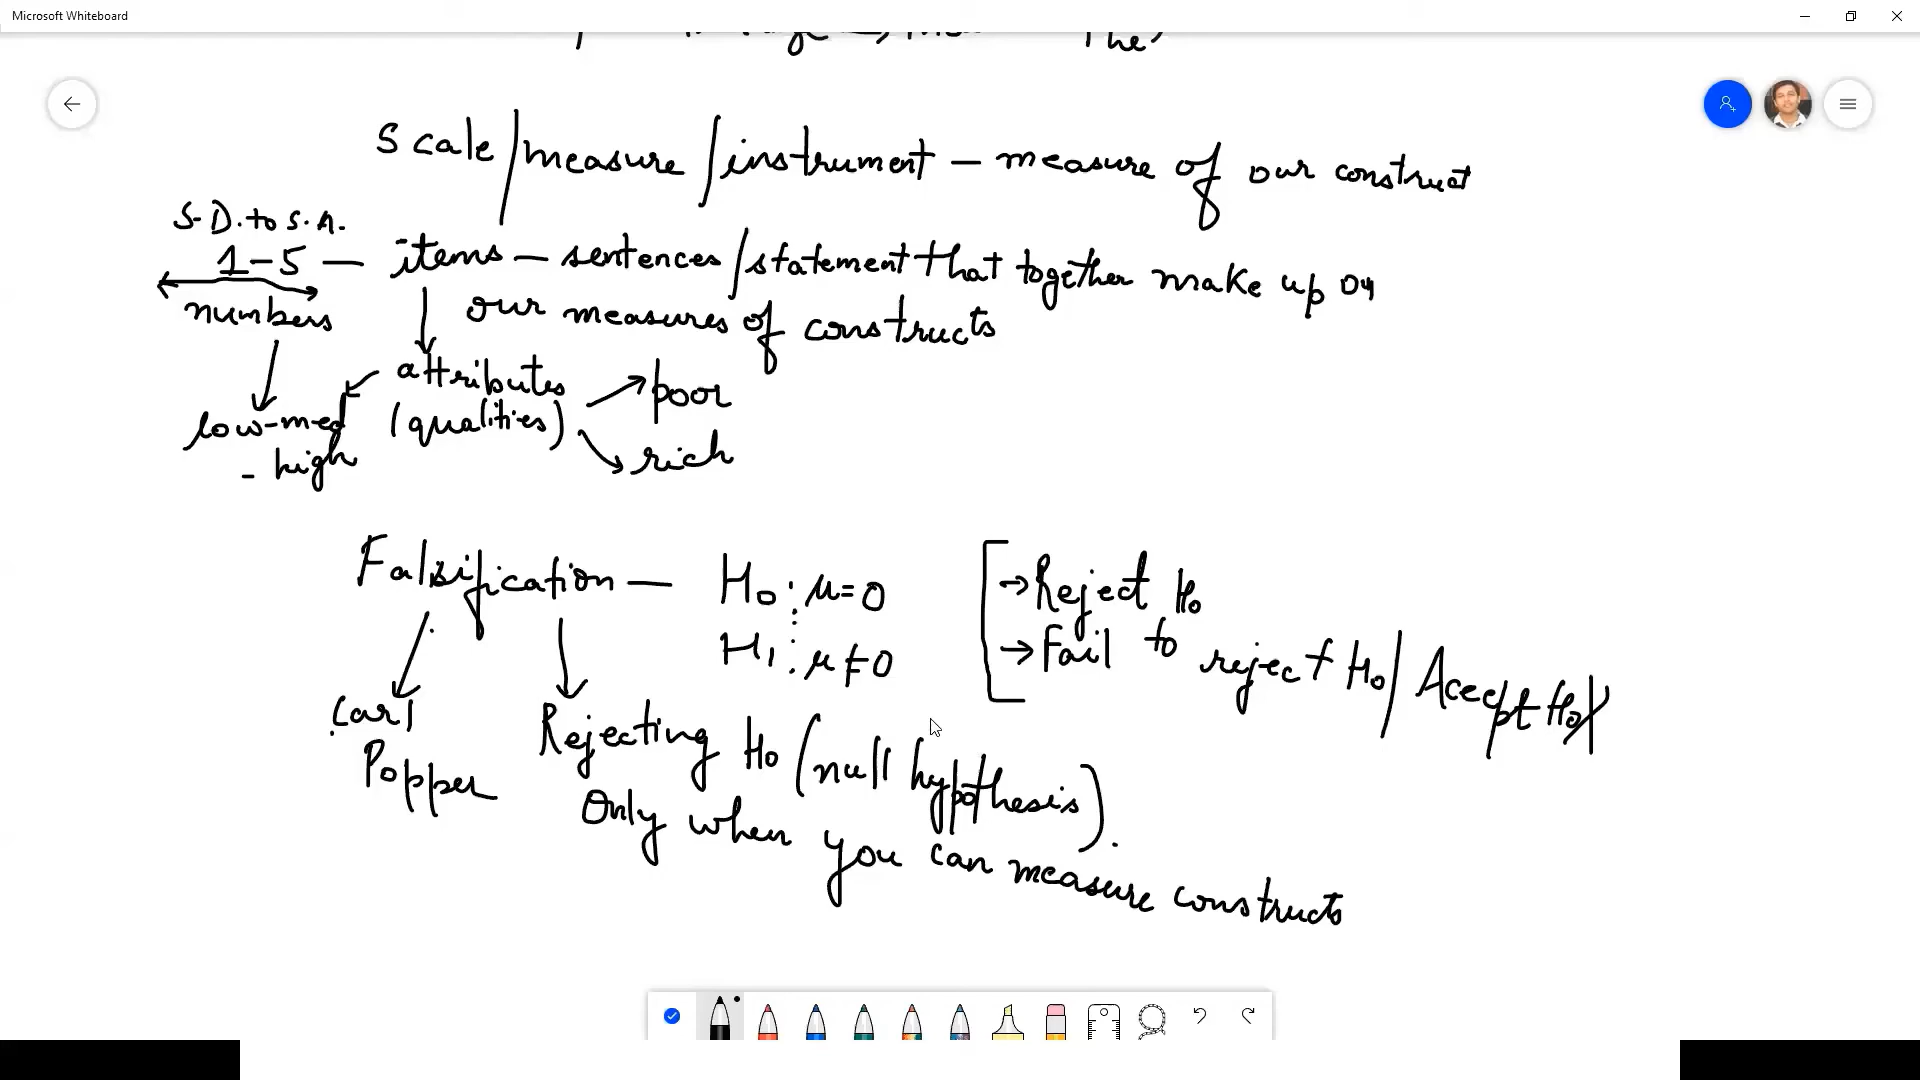 Microsoft Whiteboard
The
Scale/measure/instrument – measure of our construct
S.D. to S.A.
1-5 — items – sentences/statement that together make up ou
numbers
our measures of constructs
attributes
(qualities)
poor
rich
low-med
- high
Falsification — H0: μ=0
H1: μ≠0
→Reject H0
→Fail to reject H0/Accept H0
Carl
Popper
Rejecting H0 (null hypothesis).
Only when you can measure constructs